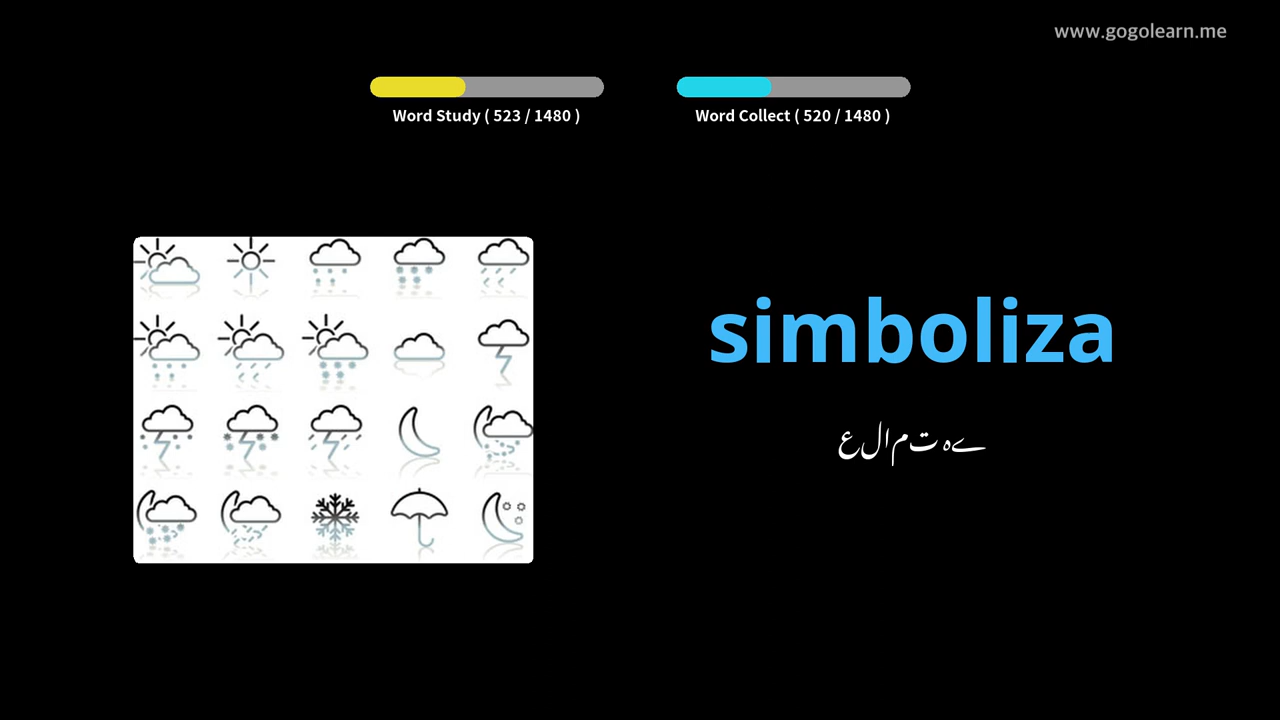 www.gogolearn.me
Word Study ( 523 / 1480 )
Word Collect ( 520 / 1480 )
simboliza
علامت ہے